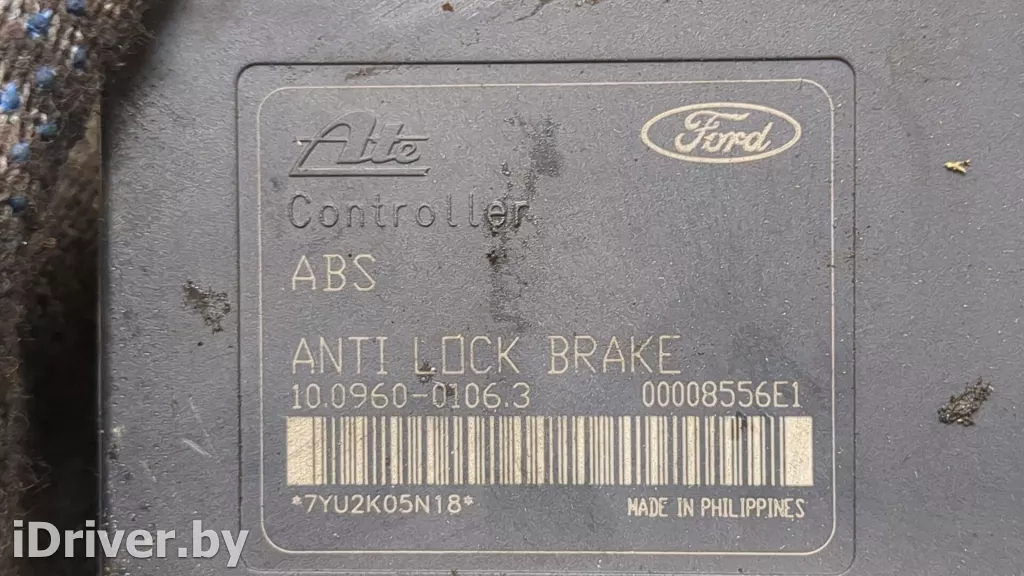 Ate
Ford
Controller
ABS
ANTI LOCK BRAKE
10.0960-0106.3 00008556E1
*7YU2K05N18* MADE IN PHILIPPINES
iDriver.by